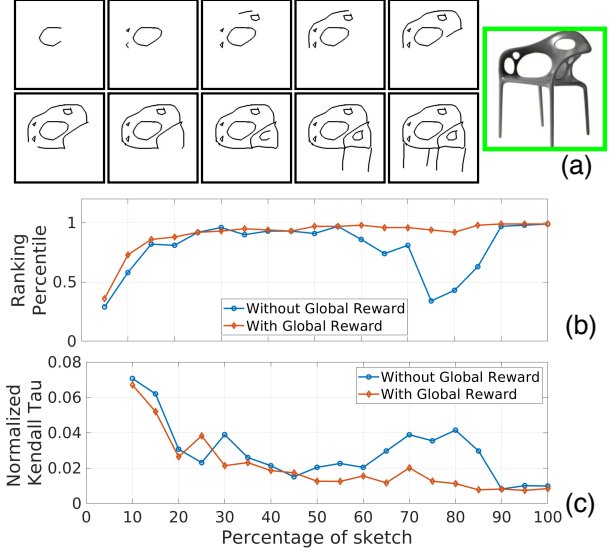 (a)
1
0.5
0
Ranking
Percentile
Without Global Reward
With Global Reward
(b)
0.08
0.06
0.04
0.02
0
Normalized
Kendall Tau
Without Global Reward
With Global Reward
(c)
0 10 20 30 40 50 60 70 80 90 100
Percentage of sketch